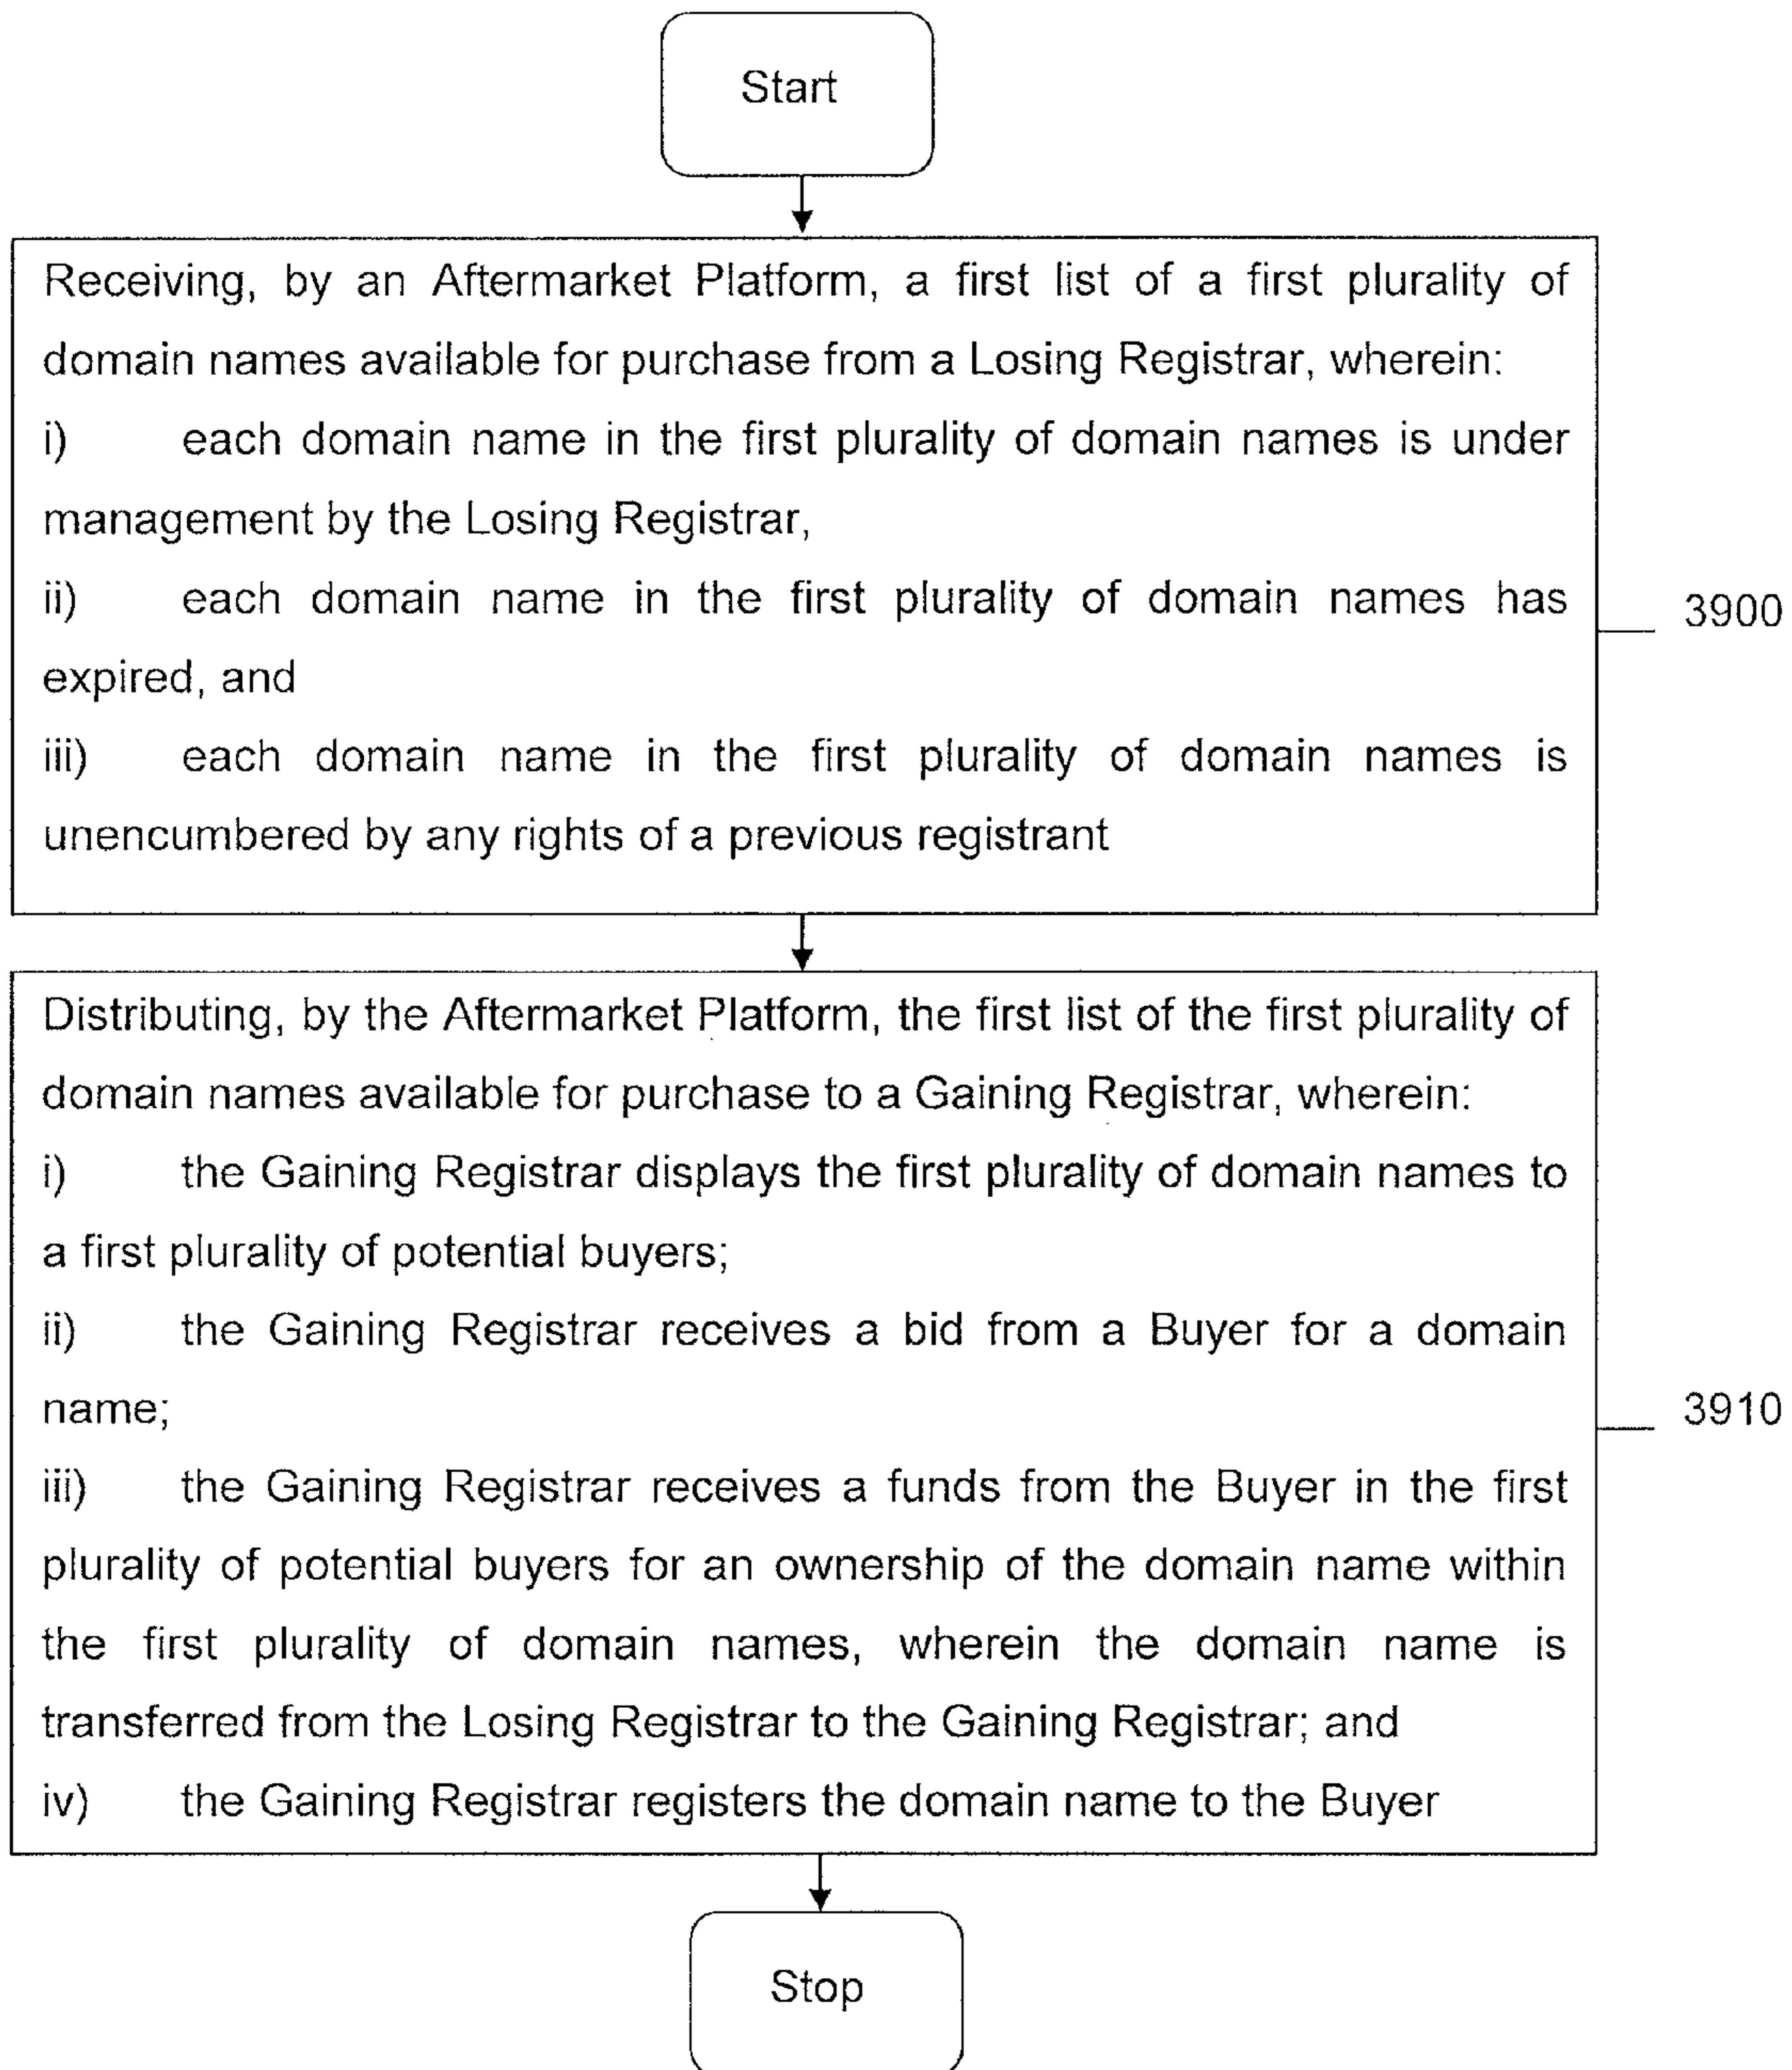 Start
Receiving, by an Aftermarket Platform, a first list of a first plurality of
domain names available for purchase from a Losing Registrar, wherein:
i) each domain name in the first plurality of domain names is under
management by the Losing Registrar,
ii) each domain name in the first plurality of domain names has
expired, and
iii) each domain name in the first plurality of domain names is
unencumbered by any rights of a previous registrant
3900
Distributing, by the Aftermarket Platform, the first list of the first plurality of
domain names available for purchase to a Gaining Registrar, wherein:
i) the Gaining Registrar displays the first plurality of domain names to
a first plurality of potential buyers;
ii) the Gaining Registrar receives a bid from a Buyer for a domain
name;
iii) the Gaining Registrar receives a funds from the Buyer in the first
plurality of potential buyers for an ownership of the domain name within
the first plurality of domain names, wherein the domain name is
transferred from the Losing Registrar to the Gaining Registrar; and
iv) the Gaining Registrar registers the domain name to the Buyer
3910
Stop